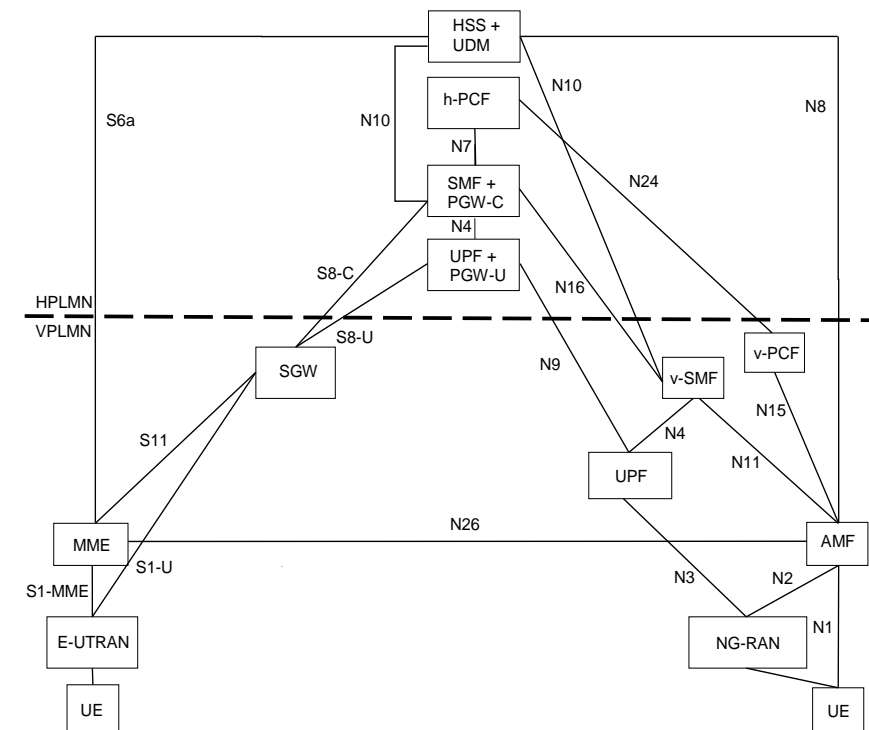 HSS +
UDM
N10
N8
h-PCF
S6a
N10
N7
N24
SMF +
PGW-C
N4
UPF +
PGW-U
S8-C
N16
HPLMN
VPLMN
S8-U
v-PCF
SGW
N9
v-SMF
N15
S11
N4
N11
UPF
N26
MME
AMF
S1-U
S1-MME
N3
N2
N1
E-UTRAN
NG-RAN
UE
UE